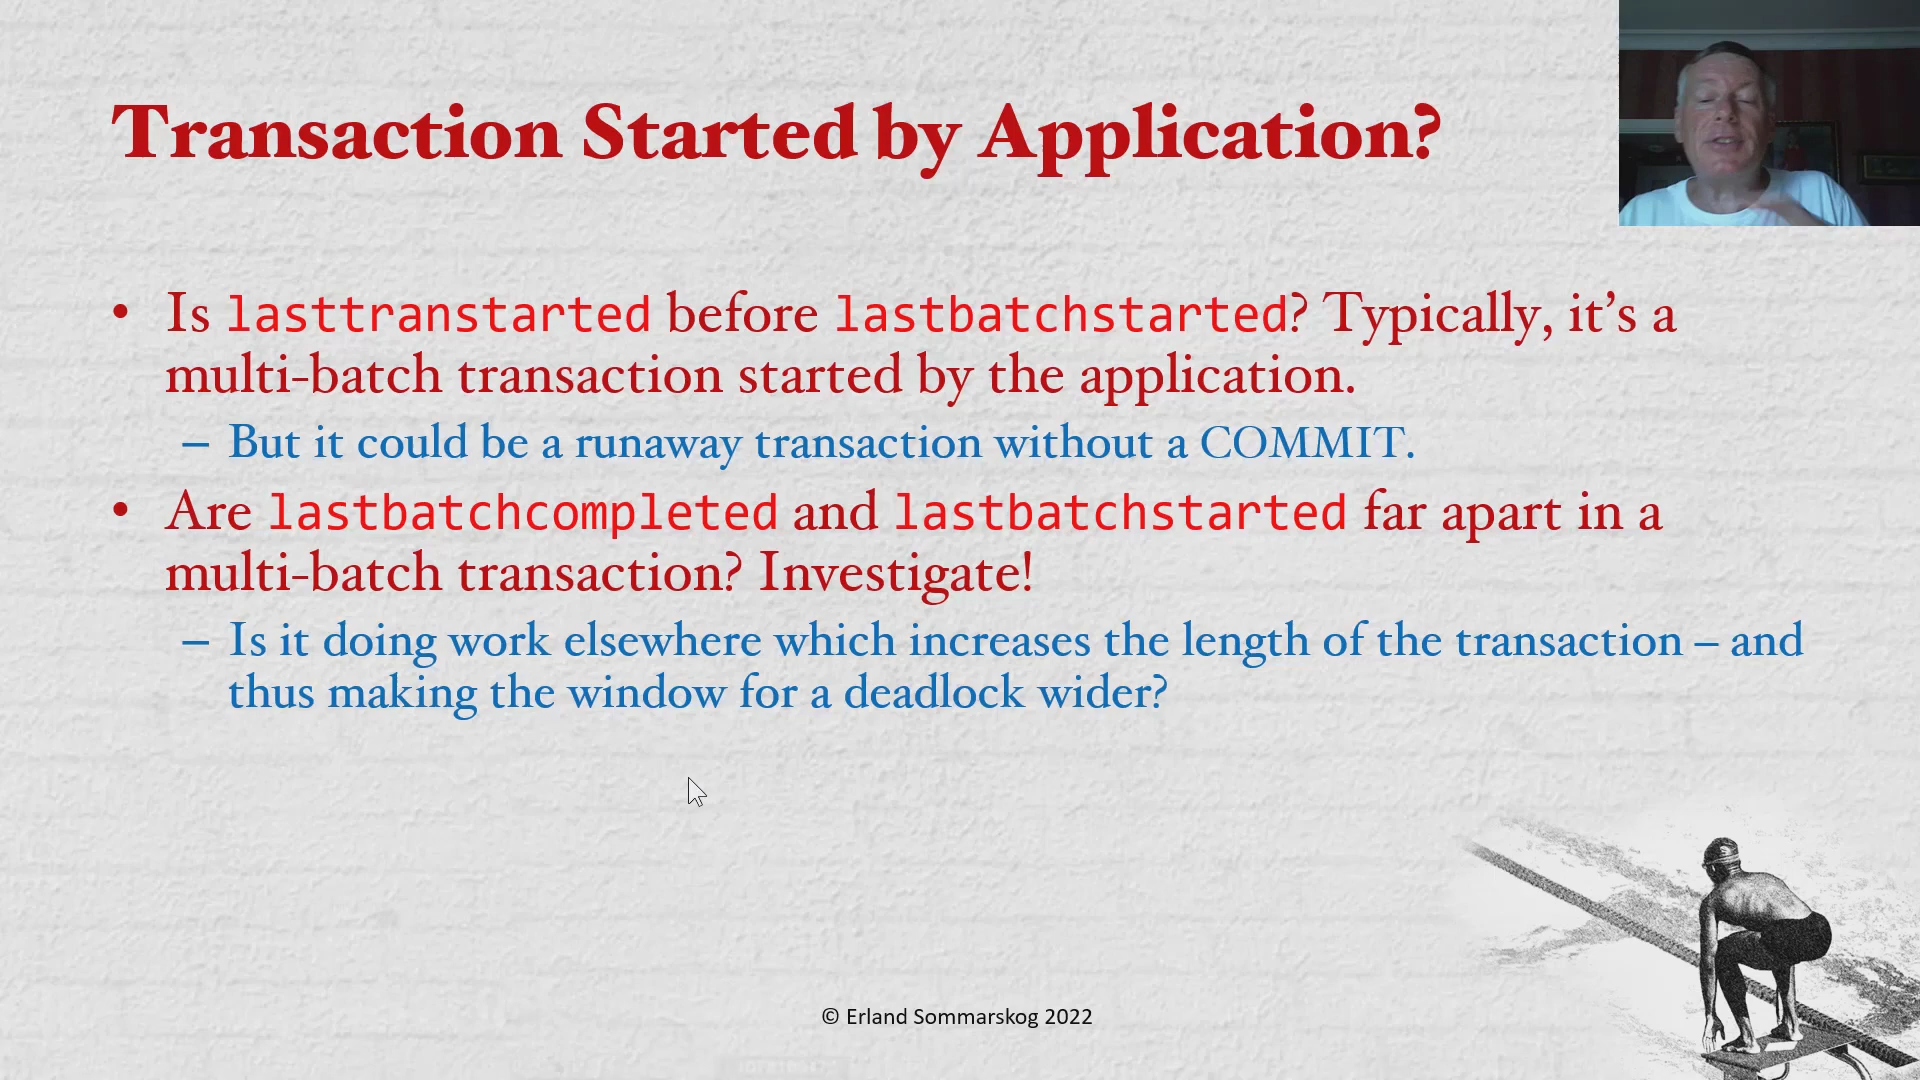 Transaction Started by Application?
• Is lasttranstarted before lastbatchstarted? Typically, it’s a
multi-batch transaction started by the application.
– But it could be a runaway transaction without a COMMIT.
• Are lastbatchcompleted and lastbatchstarted far apart in a
multi-batch transaction? Investigate!
– Is it doing work elsewhere which increases the length of the transaction – and
thus making the window for a deadlock wider?
© Erland Sommarskog 2022